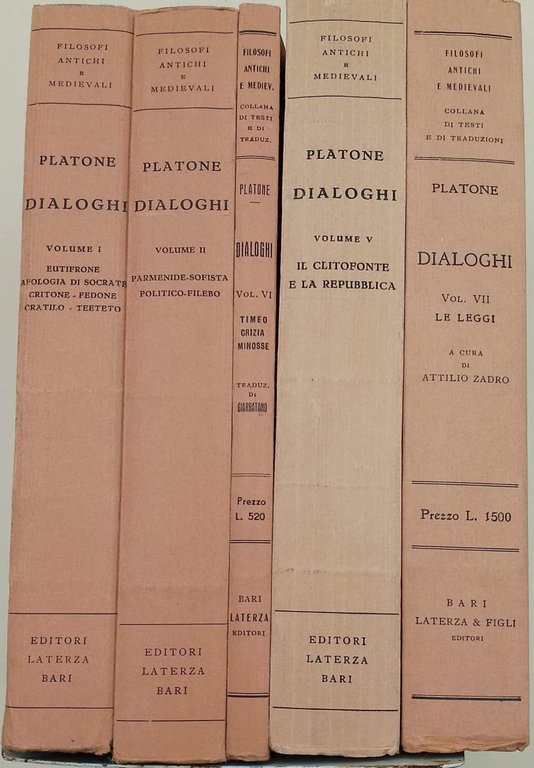 FILOSOFI
ANTICHI
E
MEDIEVALI
PLATONE
DIALOGHI
VOLUME I
EUTIFRONE
APOLOGIA DI SOCRATE
CRITONE - FEDONE
CRATILO - TEETETO
EDITORI
LATERZA
BARI
FILOSOFI
ANTICHI
E
MEDIEVALI
PLATONE
DIALOGHI
VOLUME II
PARMENIDE-SOFISTA
POLITICO-FILEBO
EDITORI
LATERZA
BARI
FILOSOFI
ANTICHI
E MEDIEV.
COLLANA
DI TESTI
E DI
TRADUZ.
PLATONE
DIALOGHI
VOL. VI
TIMEO
CRIZIA
MINOSSE
TRADUZ.
DI
GIARRATANO
Prezzo
L. 520
BARI
LATERZA
EDITORI
FILOSOFI
ANTICHI
E
MEDIEVALI
PLATONE
DIALOGHI
VOLUME V
IL CLITOFONTE
E LA REPUBBLICA
EDITORI
LATERZA
BARI
FILOSOFI
ANTICHI
E MEDIEVALI
COLLANA
DI TESTI
E DI TRADUZIONI
PLATONE
DIALOGHI
VOL. VII
LE LEGGI
A CURA
DI
ATTILIO ZADRO
Prezzo L. 1500
BARI
LATERZA & FIGLI
EDITORI